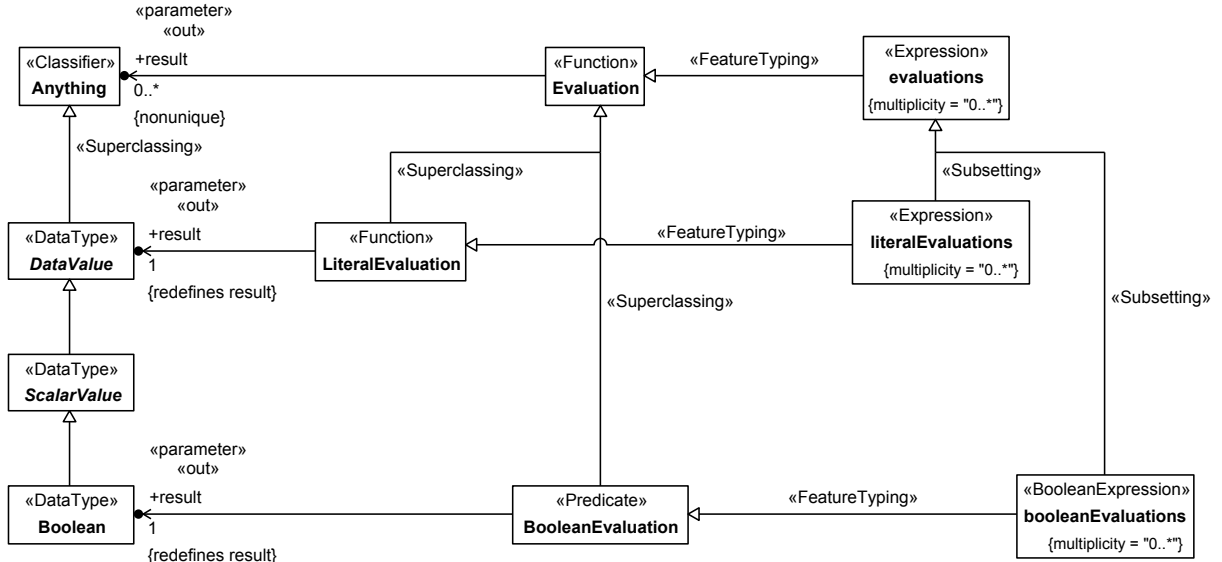 «parameter»
«out»
«Classifier»
Anything
+result
0..*
{nonunique}
«Function»
Evaluation
«FeatureTyping»
«Expression»
evaluations
{multiplicity = "0..*"}
«Superclassing»
«Superclassing»
«Subsetting»
«parameter»
«out»
«DataType»
DataValue
+result
1
{redefines result}
«Function»
LiteralEvaluation
«FeatureTyping»
«Expression»
literalEvaluations
{multiplicity = "0..*"}
«Superclassing»
«Subsetting»
«DataType»
ScalarValue
«parameter»
«out»
«DataType»
Boolean
+result
1
{redefines result}
«Predicate»
BooleanEvaluation
«FeatureTyping»
«BooleanExpression»
booleanEvaluations
{multiplicity = "0..*"}